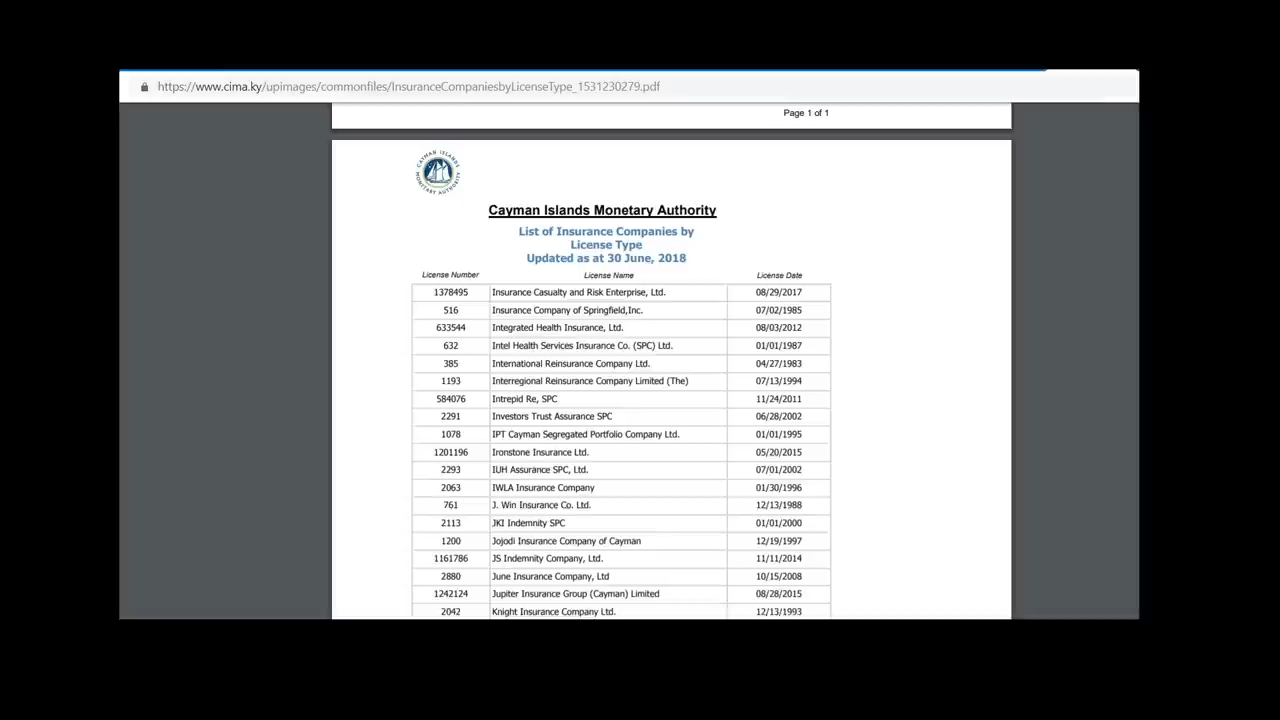 https://www.cima.ky/upimages/commonfiles/InsuranceCompaniesbyLicenseType_1531230279.pdf
Page 1 of 1
CAYMAN ISLANDS
MONETARY AUTHORITY
Cayman Islands Monetary Authority
List of Insurance Companies by
License Type
Updated as at 30 June, 2018
License Number License Name License Date
1378495 Insurance Casualty and Risk Enterprise, Ltd. 08/29/2017
516 Insurance Company of Springfield,Inc. 07/02/1985
633544 Integrated Health Insurance, Ltd. 08/03/2012
632 Intel Health Services Insurance Co. (SPC) Ltd. 01/01/1987
385 International Reinsurance Company Ltd. 04/27/1983
1193 Interregional Reinsurance Company Limited (The) 07/13/1994
584076 Intrepid Re, SPC 11/24/2011
2291 Investors Trust Assurance SPC 06/28/2002
1078 IPT Cayman Segregated Portfolio Company Ltd. 01/01/1995
1201196 Ironstone Insurance Ltd. 05/20/2015
2293 IUH Assurance SPC, Ltd. 07/01/2002
2063 IWLA Insurance Company 01/30/1996
761 J. Win Insurance Co. Ltd. 12/13/1988
2113 JKI Indemnity SPC 01/01/2000
1200 Jojodi Insurance Company of Cayman 12/19/1997
1161786 JS Indemnity Company, Ltd. 11/11/2014
2880 June Insurance Company, Ltd 10/15/2008
1242124 Jupiter Insurance Group (Cayman) Limited 08/28/2015
2042 Knight Insurance Company Ltd. 12/13/1993